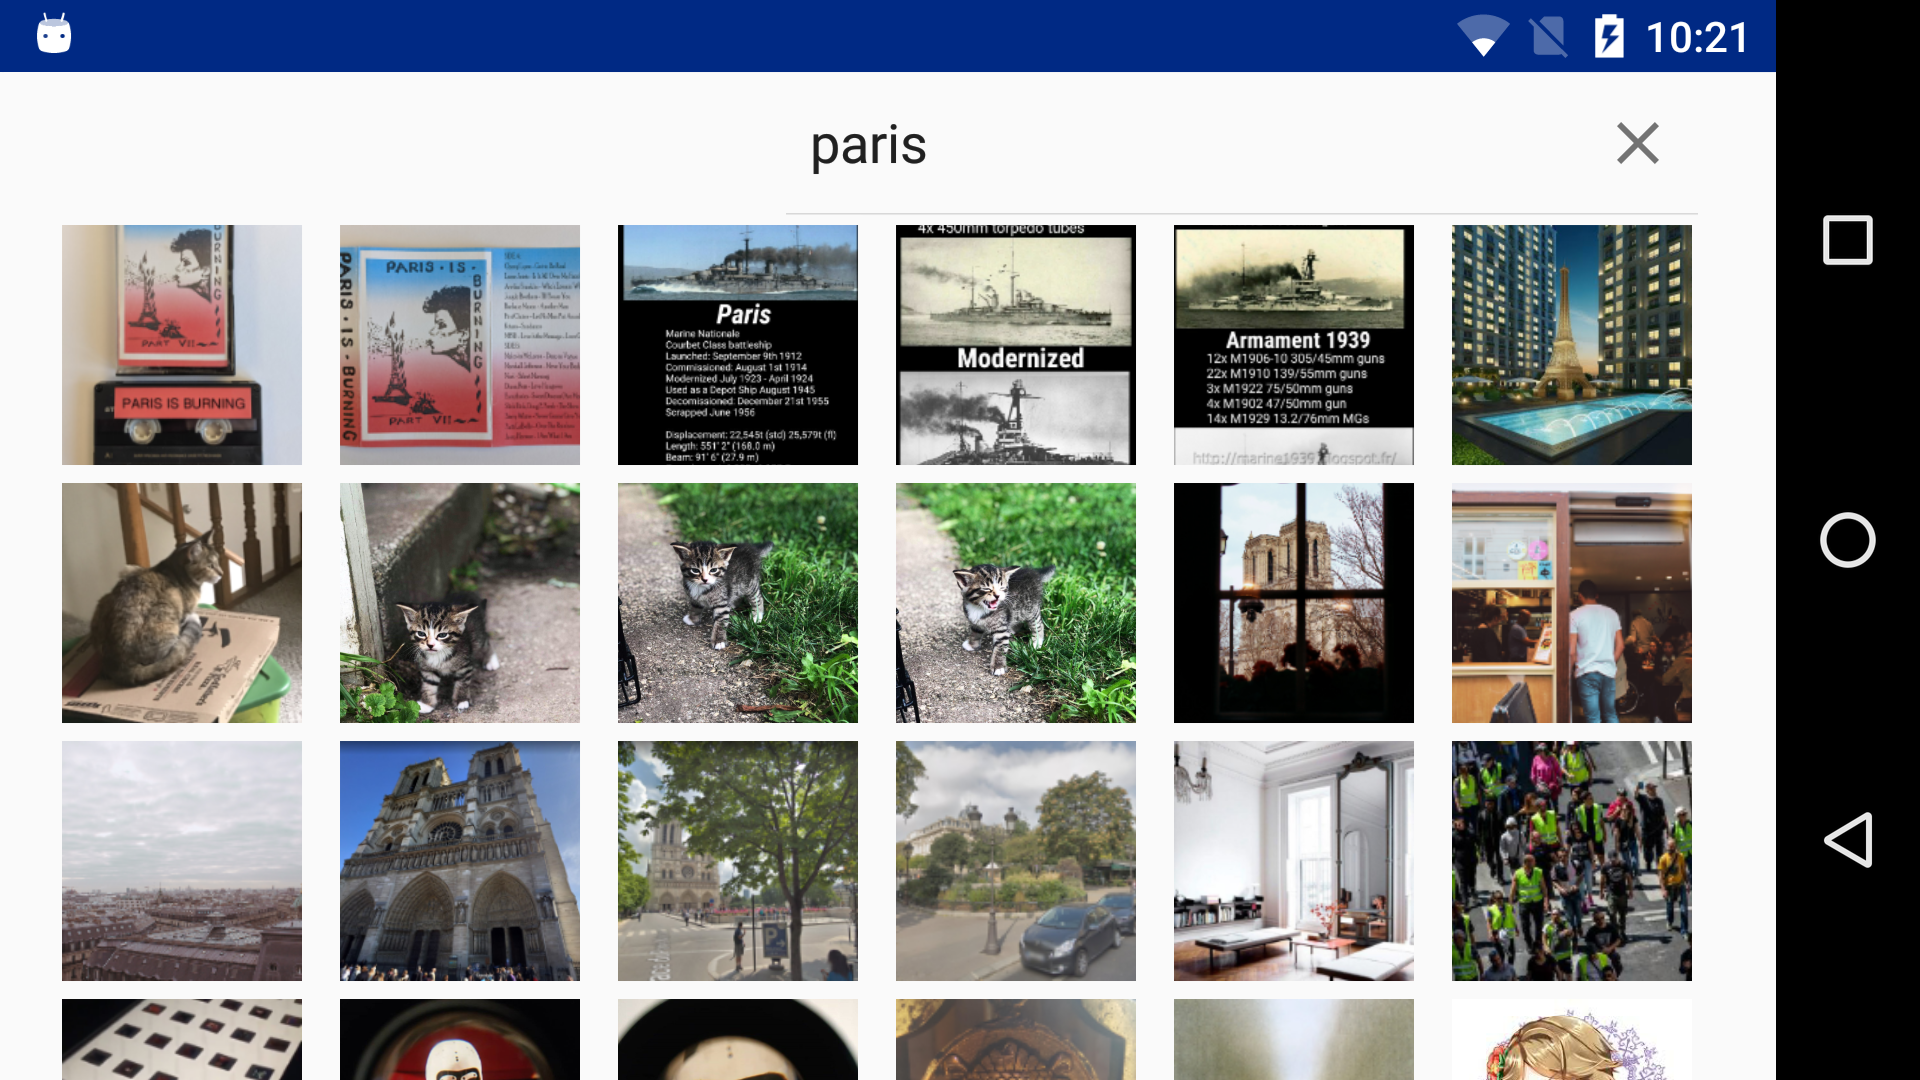 10:21
paris
BURNING
PART VII
PARIS IS BURNING
PARIS · IS · BURNING
PARIS · IS · BURNING
SIDE A
PART VII
Paris
Marine Nationale
Courbet Class battleship
Launched: September 9th 1912
Commissioned: August 1st 1914
Modernized July 1923 - April 1924
Used as a Depot Ship August 1945
Decomissioned: December 21st 1955
Scrapped June 1956
Displacement: 22,545t (std) 25,579t (fl)
Length: 551' 2" (168.0 m)
Beam: 91' 6" (27.9 m)
4x 450mm torpedo tubes
Modernized
Armament 1939
12x M1906-10 305/45mm guns
22x M1910 139/55mm guns
3x M1922 75/50mm guns
4x M1902 47/50mm gun
14x M1929 13.2/76mm MGs
http://marine1939.blogspot.fr/
P